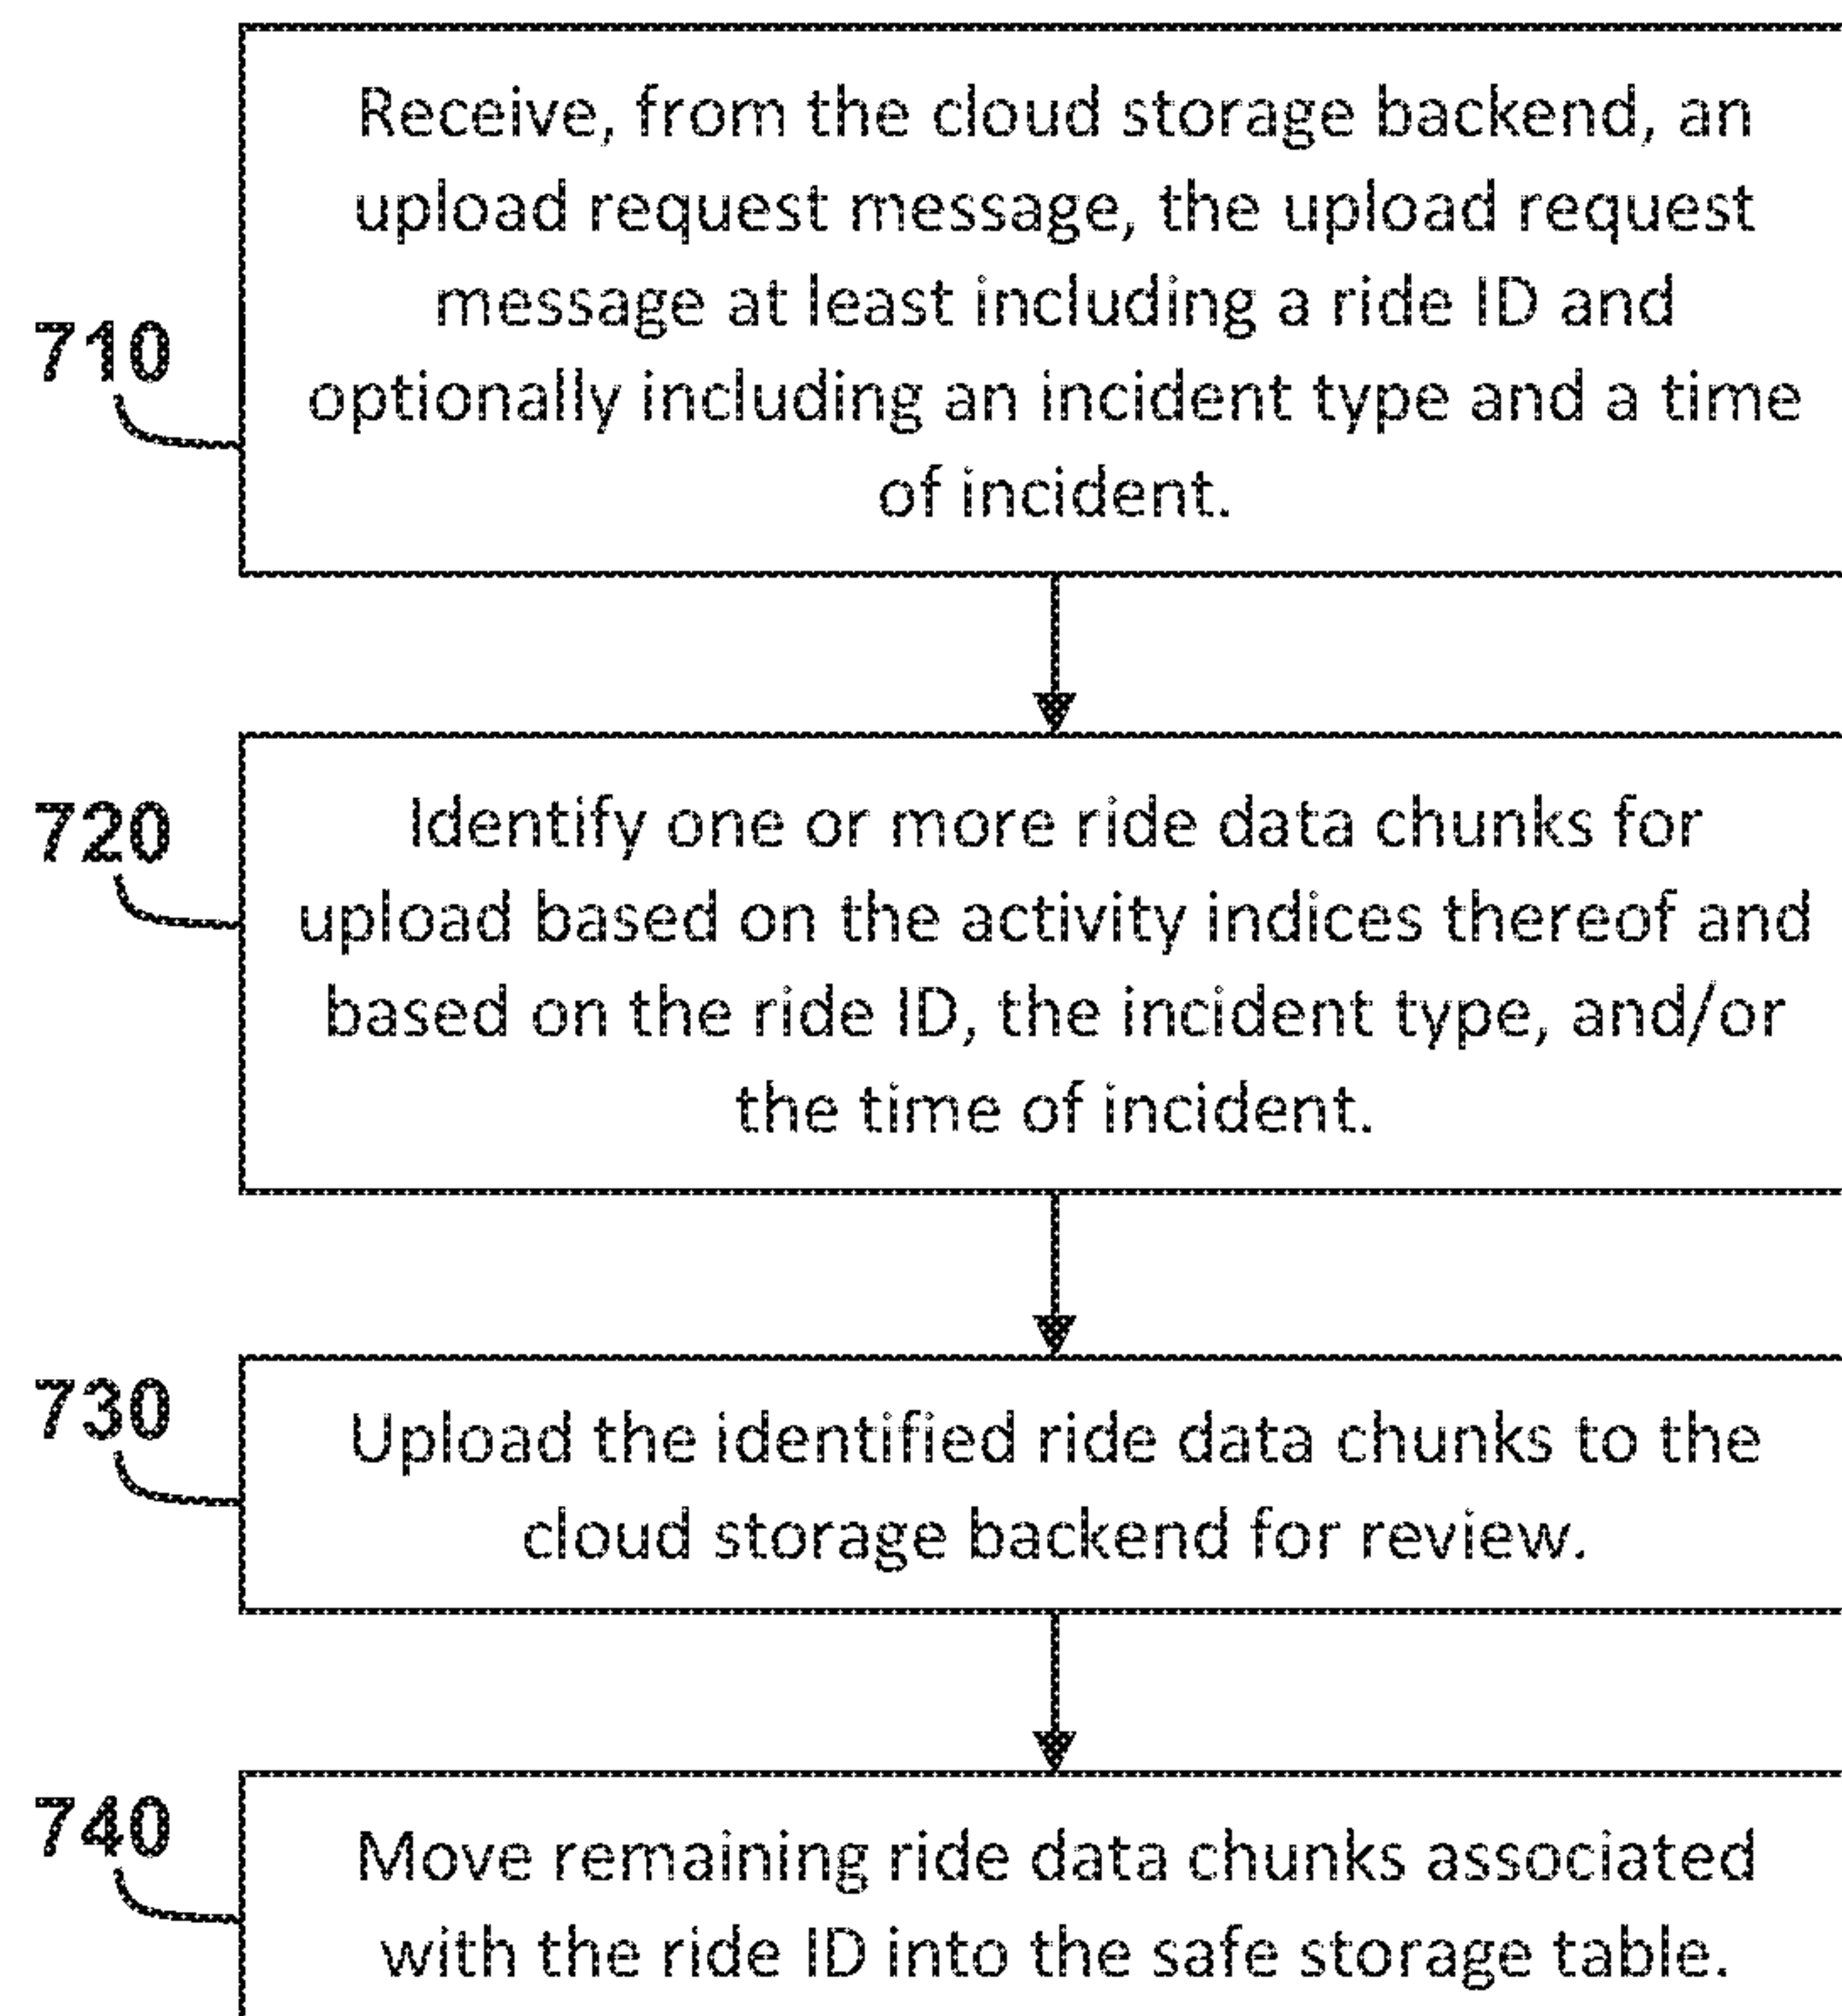 Receive, from the cloud storage backend, an
upload request message, the upload request
message at least including a ride ID and
710
optionally including an incident type and a time
of incident.
720
Identify one or more ride data chunks for
upload based on the activity indices thereof and
based on the ride ID, the incident type, and/or
the time of incident.
730
Upload the identified ride data chunks to the
cloud storage backend for review.
740
Move remaining ride data chunks associated
with the ride ID into the safe storage table.